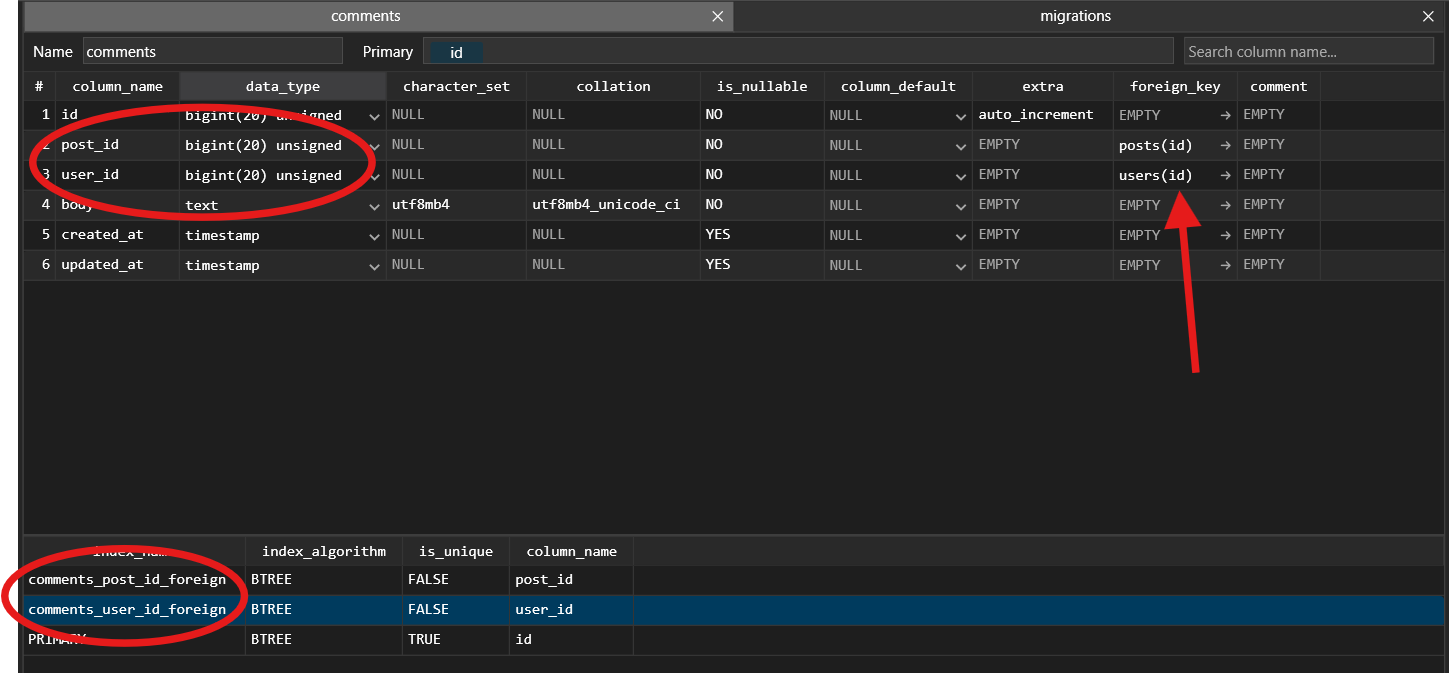 comments
migrations
Name comments Primary id Search column name...
# column_name data_type character_set collation is_nullable column_default extra foreign_key comment
1 id bigint(20) unsigned NULL NULL NO NULL auto_increment EMPTY EMPTY
2 post_id bigint(20) unsigned NULL NULL NO NULL EMPTY posts(id) EMPTY
3 user_id bigint(20) unsigned NULL NULL NO NULL EMPTY users(id) EMPTY
4 body text utf8mb4 utf8mb4_unicode_ci NO NULL EMPTY EMPTY EMPTY
5 created_at timestamp NULL NULL YES NULL EMPTY EMPTY EMPTY
6 updated_at timestamp NULL NULL YES NULL EMPTY EMPTY EMPTY
index_name index_algorithm is_unique column_name
comments_post_id_foreign BTREE FALSE post_id
comments_user_id_foreign BTREE FALSE user_id
PRIMARY BTREE TRUE id